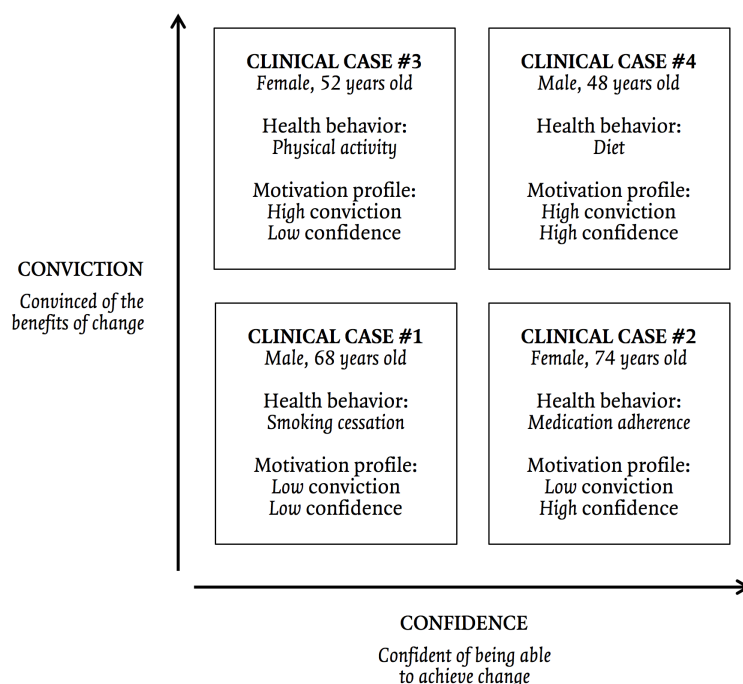 CLINICAL CASE #3
Female, 52 years old
Health behavior:
Physical activity
Motivation profile:
High conviction
Low confidence
CLINICAL CASE #4
Male, 48 years old
Health behavior:
Diet
Motivation profile:
High conviction
High confidence
CONVICTION
Convinced of the
benefits of change
CLINICAL CASE #1
Male, 68 years old
Health behavior:
Smoking cessation
Motivation profile:
Low conviction
Low confidence
CLINICAL CASE #2
Female, 74 years old
Health behavior:
Medication adherence
Motivation profile:
Low conviction
High confidence
CONFIDENCE
Confident of being able
to achieve change